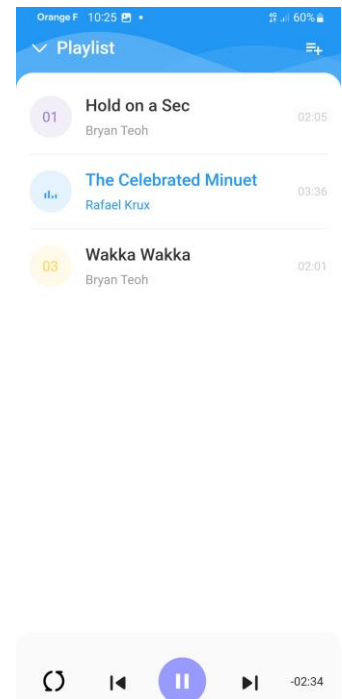 Orange F 10:25 60%
Playlist
01 Hold on a Sec 02:05
Bryan Teoh
The Celebrated Minuet 03:36
Rafael Krux
03 Wakka Wakka 02:01
Bryan Teoh
-02:34